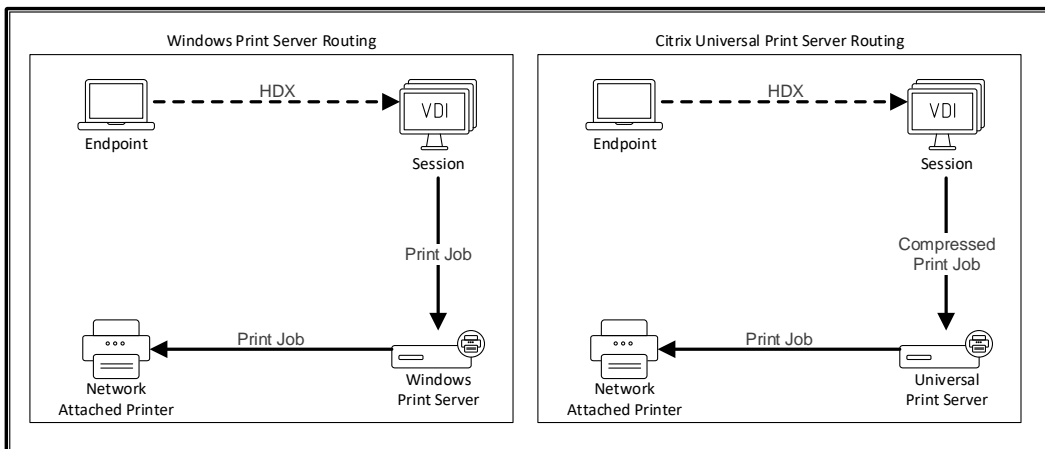 Windows Print Server Routing
HDX
VDI
Endpoint
Session
Print Job
Print Job
Network
Attached Printer
Windows
Print Server
Citrix Universal Print Server Routing
HDX
VDI
Endpoint
Session
Compressed
Print Job
Print Job
Network
Attached Printer
Universal
Print Server